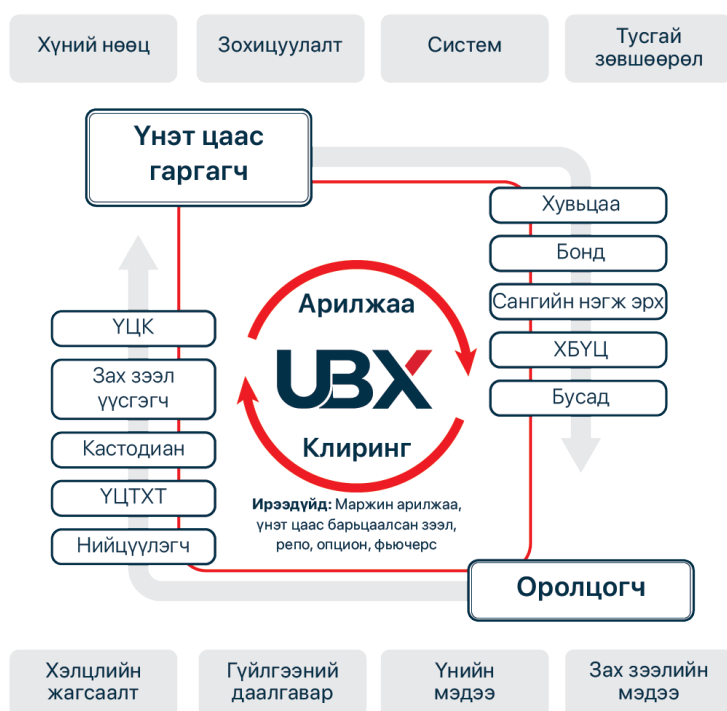 Хүний нөөц
Зохицуулалт
Систем
Тусгай
зөвшөөрөл
Үнэт цаас
гаргагч
Хувьцаа
Бонд
Сангийн нэгж эрх
ХБҮЦ
Бусад
Арилжаа
UBX
Клиринг
ҮЦК
Зах зээл
үүсгэгч
Кастодиан
ҮЦТХТ
Нийцүүлэгч
Ирээдүйд: Маржин арилжаа,
үнэт цаас барьцаалсан зээл,
репо, опцион, фьючерс
Оролцогч
Хэлцлийн
жагсаалт
Гүйлгээний
даалгавар
Үнийн
мэдээ
Зах зээлийн
мэдээ